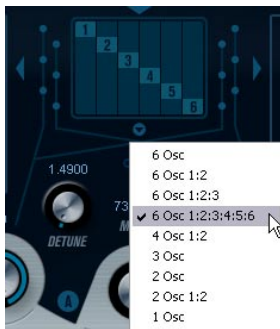 1
2
3
4
5
6
1.4900
73
DETUNE
M
A
6 Osc
6 Osc 1:2
6 Osc 1:2:3
6 Osc 1:2:3:4:5:6
4 Osc 1:2
3 Osc
2 Osc
2 Osc 1:2
1 Osc